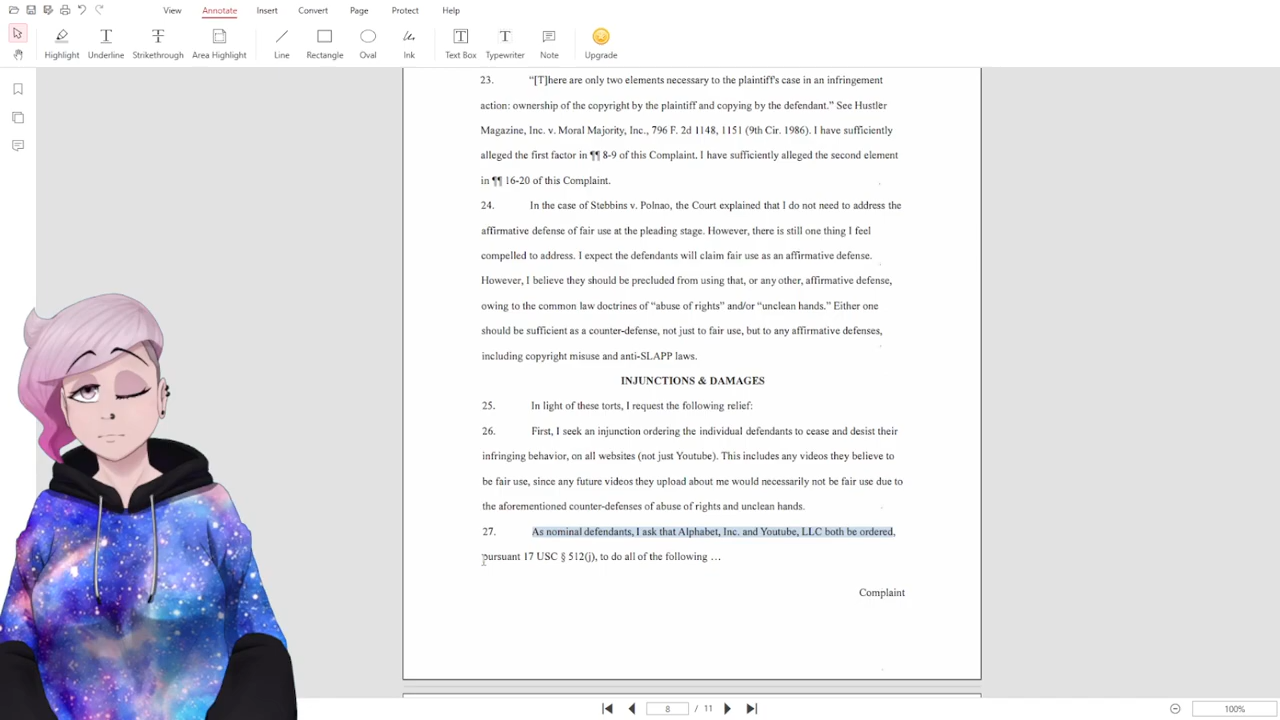 View Annotate Insert Convert Page Protect Help
Highlight Underline Strikethrough Area Highlight Line Rectangle Oval Ink Text Box Typewriter Note Upgrade
23. “[T]here are only two elements necessary to the plaintiff's case in an infringement
action: ownership of the copyright by the plaintiff and copying by the defendant.” See Hustler
Magazine, Inc. v. Moral Majority, Inc., 796 F. 2d 1148, 1151 (9th Cir. 1986). I have sufficiently
alleged the first factor in ¶¶ 8-9 of this Complaint. I have sufficiently alleged the second element
in ¶¶ 16-20 of this Complaint.
24. In the case of Stebbins v. Polnao, the Court explained that I do not need to address the
affirmative defense of fair use at the pleading stage. However, there is still one thing I feel
compelled to address. I expect the defendants will claim fair use as an affirmative defense.
However, I believe they should be precluded from using that, or any other, affirmative defense,
owing to the common law doctrines of “abuse of rights” and/or “unclean hands.” Either one
should be sufficient as a counter-defense, not just to fair use, but to any affirmative defenses,
including copyright misuse and anti-SLAPP laws.
INJUNCTIONS & DAMAGES
25. In light of these torts, I request the following relief:
26. First, I seek an injunction ordering the individual defendants to cease and desist their
infringing behavior, on all websites (not just Youtube). This includes any videos they believe to
be fair use, since any future videos they upload about me would necessarily not be fair use due to
the aforementioned counter-defenses of abuse of rights and unclean hands.
27. As nominal defendants, I ask that Alphabet, Inc. and Youtube, LLC both be ordered,
pursuant 17 USC § 512(j), to do all of the following …
Complaint
8 / 11
100%